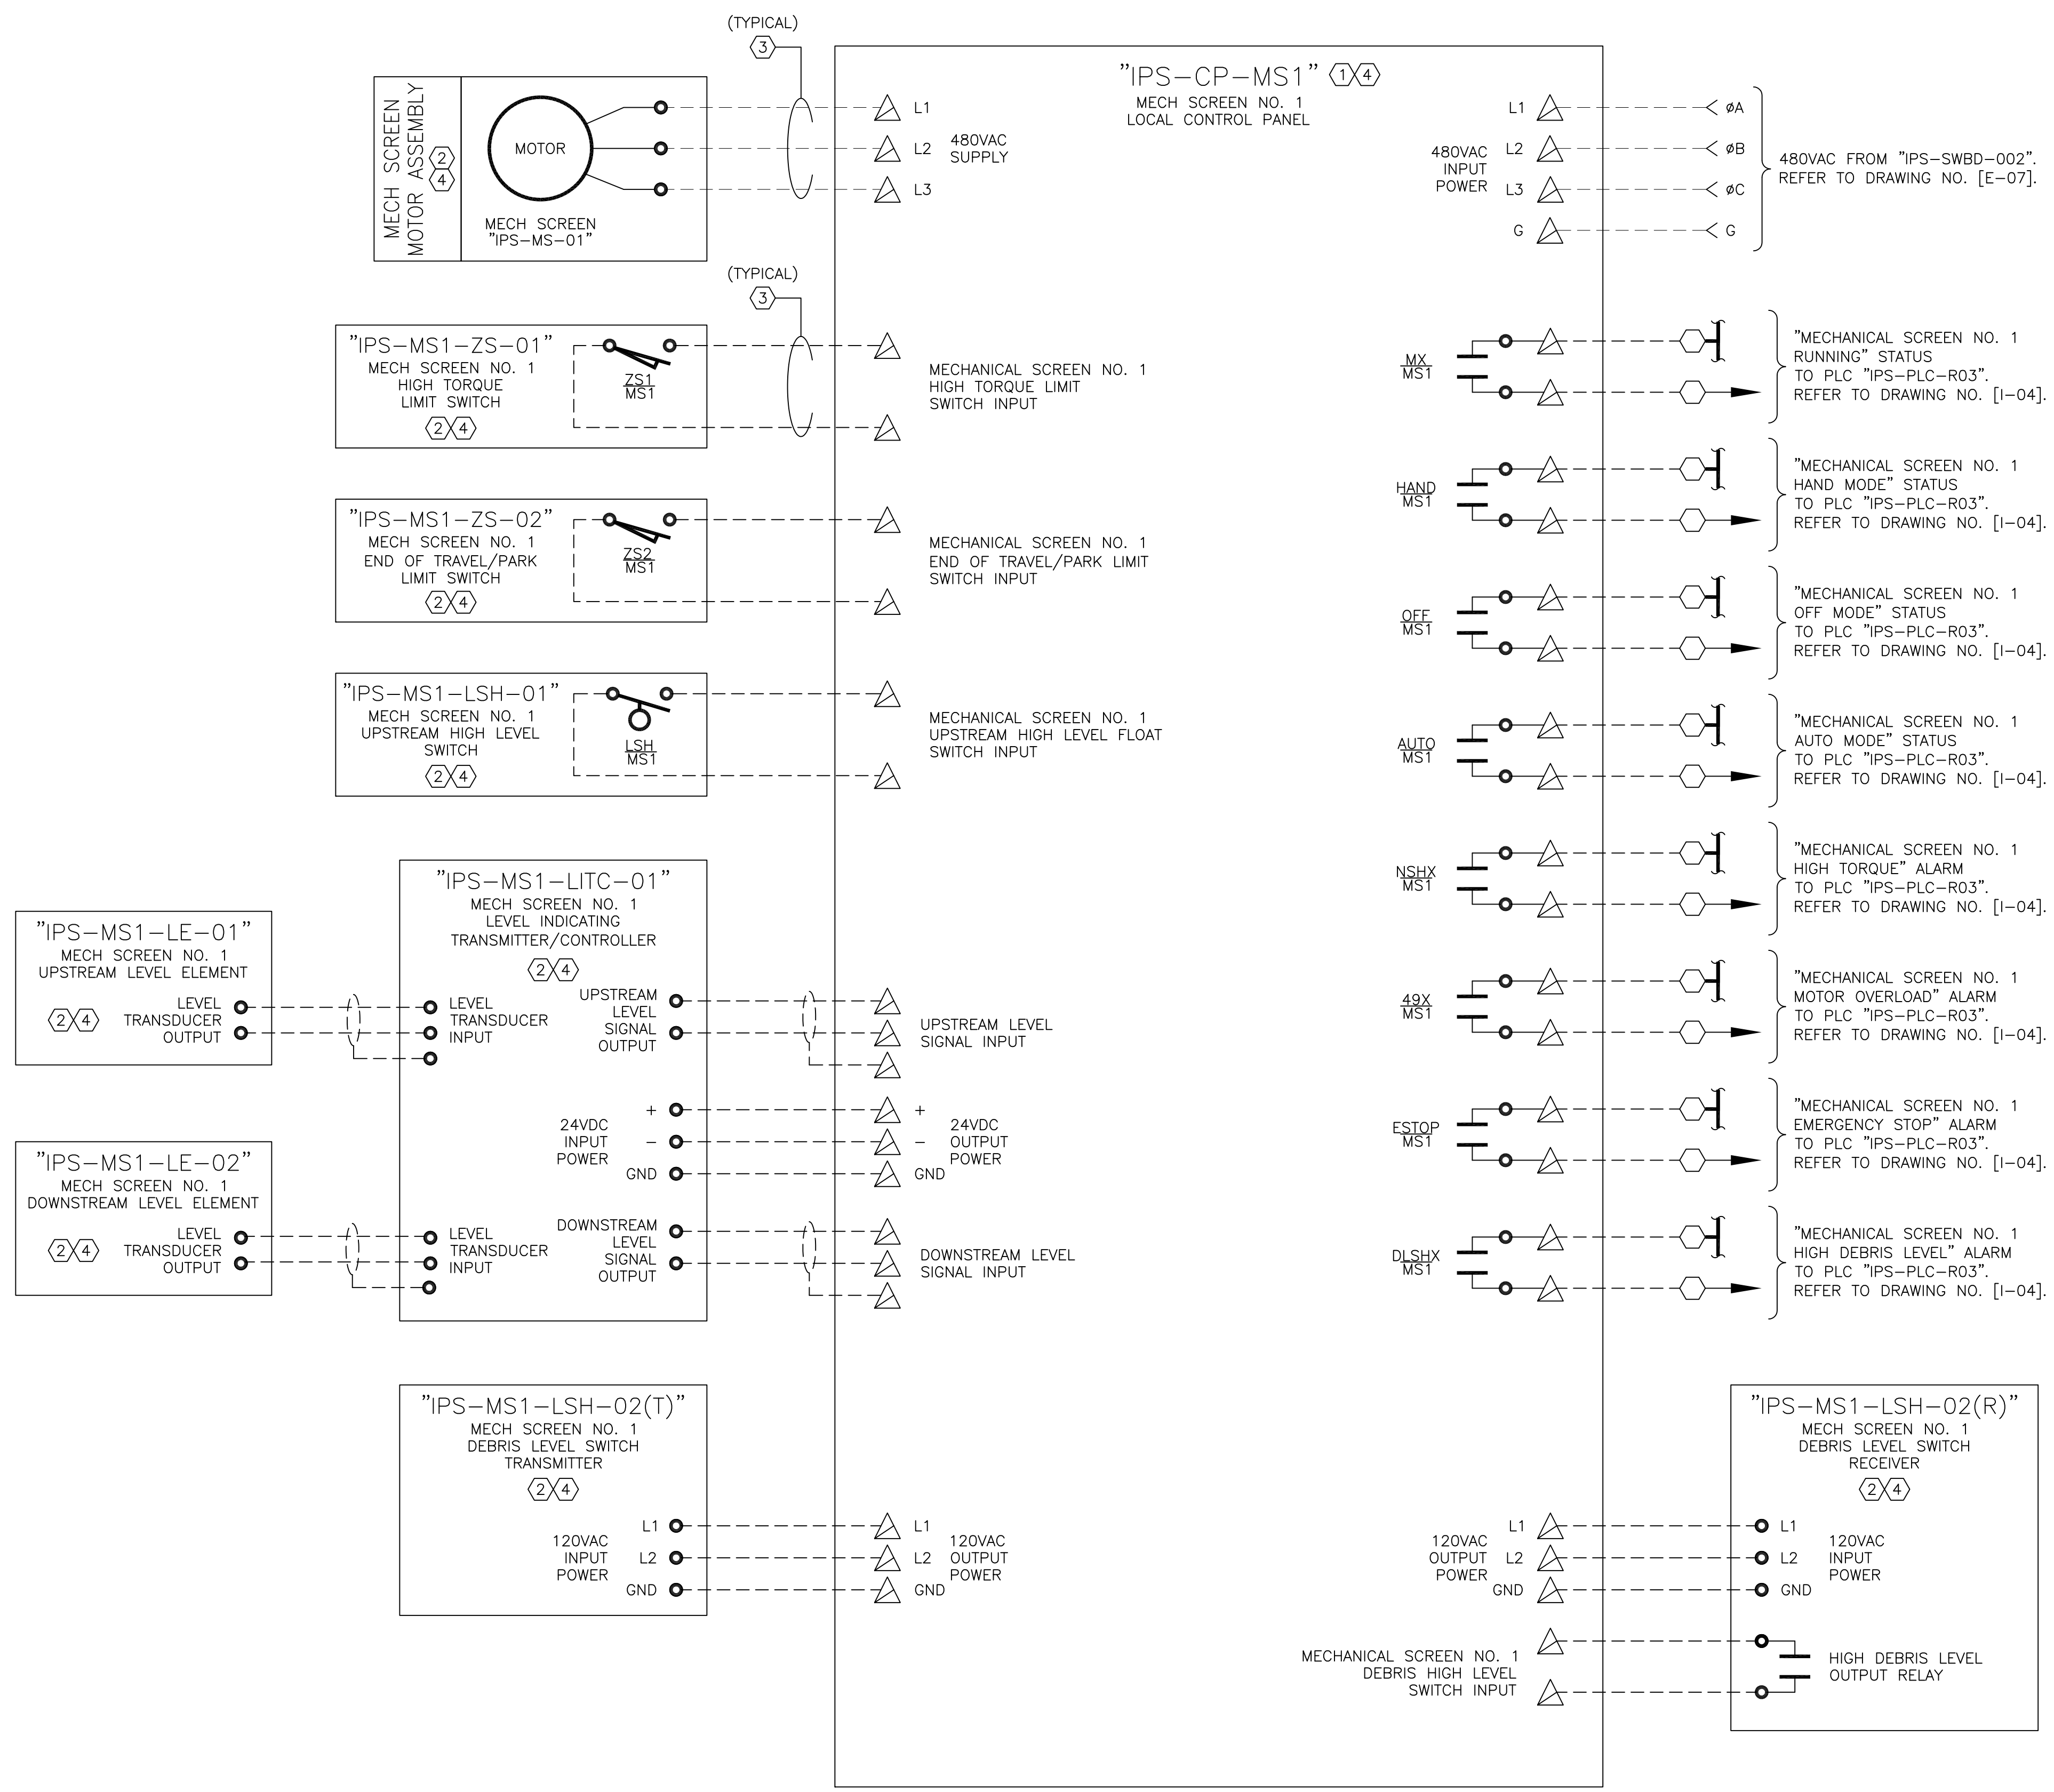 (TYPICAL)
3
MECH SCREEN
MOTOR ASSEMBLY
2
4
MOTOR
MECH SCREEN
"IPS-MS-01"
"IPS-CP-MS1" 1 4
MECH SCREEN NO. 1
LOCAL CONTROL PANEL
L1
L2
L3
480VAC
SUPPLY
480VAC
INPUT
POWER
L1
L2
L3
G
ØA
ØB
ØC
G
480VAC FROM "IPS-SWBD-002".
REFER TO DRAWING NO. [E-07].
(TYPICAL)
3
"IPS-MS1-ZS-01"
MECH SCREEN NO. 1
HIGH TORQUE
LIMIT SWITCH
2 4
ZS1
MS1
MECHANICAL SCREEN NO. 1
HIGH TORQUE LIMIT
SWITCH INPUT
"IPS-MS1-ZS-02"
MECH SCREEN NO. 1
END OF TRAVEL/PARK
LIMIT SWITCH
2 4
ZS2
MS1
MECHANICAL SCREEN NO. 1
END OF TRAVEL/PARK LIMIT
SWITCH INPUT
"IPS-MS1-LSH-01"
MECH SCREEN NO. 1
UPSTREAM HIGH LEVEL
SWITCH
2 4
LSH
MS1
MECHANICAL SCREEN NO. 1
UPSTREAM HIGH LEVEL FLOAT
SWITCH INPUT
MX
MS1
"MECHANICAL SCREEN NO. 1
RUNNING" STATUS
TO PLC "IPS-PLC-R03".
REFER TO DRAWING NO. [I-04].
HAND
MS1
"MECHANICAL SCREEN NO. 1
HAND MODE" STATUS
TO PLC "IPS-PLC-R03".
REFER TO DRAWING NO. [I-04].
OFF
MS1
"MECHANICAL SCREEN NO. 1
OFF MODE" STATUS
TO PLC "IPS-PLC-R03".
REFER TO DRAWING NO. [I-04].
AUTO
MS1
"MECHANICAL SCREEN NO. 1
AUTO MODE" STATUS
TO PLC "IPS-PLC-R03".
REFER TO DRAWING NO. [I-04].
NSHX
MS1
"MECHANICAL SCREEN NO. 1
HIGH TORQUE" ALARM
TO PLC "IPS-PLC-R03".
REFER TO DRAWING NO. [I-04].
49X
MS1
"MECHANICAL SCREEN NO. 1
MOTOR OVERLOAD" ALARM
TO PLC "IPS-PLC-R03".
REFER TO DRAWING NO. [I-04].
ESTOP
MS1
"MECHANICAL SCREEN NO. 1
EMERGENCY STOP" ALARM
TO PLC "IPS-PLC-R03".
REFER TO DRAWING NO. [I-04].
DLSHX
MS1
"MECHANICAL SCREEN NO. 1
HIGH DEBRIS LEVEL" ALARM
TO PLC "IPS-PLC-R03".
REFER TO DRAWING NO. [I-04].
"IPS-MS1-LE-01"
MECH SCREEN NO. 1
UPSTREAM LEVEL ELEMENT
2 4
LEVEL
TRANSDUCER
OUTPUT
"IPS-MS1-LE-02"
MECH SCREEN NO. 1
DOWNSTREAM LEVEL ELEMENT
2 4
LEVEL
TRANSDUCER
OUTPUT
"IPS-MS1-LITC-01"
MECH SCREEN NO. 1
LEVEL INDICATING
TRANSMITTER/CONTROLLER
2 4
LEVEL
TRANSDUCER
INPUT
UPSTREAM
LEVEL
SIGNAL
OUTPUT
24VDC
INPUT
POWER
+
-
GND
LEVEL
TRANSDUCER
INPUT
DOWNSTREAM
LEVEL
SIGNAL
OUTPUT
UPSTREAM LEVEL
SIGNAL INPUT
+
-
GND
24VDC
OUTPUT
POWER
DOWNSTREAM LEVEL
SIGNAL INPUT
"IPS-MS1-LSH-02(T)"
MECH SCREEN NO. 1
DEBRIS LEVEL SWITCH
TRANSMITTER
2 4
120VAC
INPUT
POWER
L1
L2
GND
L1
L2
GND
120VAC
OUTPUT
POWER
120VAC
OUTPUT
POWER
L1
L2
GND
MECHANICAL SCREEN NO. 1
DEBRIS HIGH LEVEL
SWITCH INPUT
"IPS-MS1-LSH-02(R)"
MECH SCREEN NO. 1
DEBRIS LEVEL SWITCH
RECEIVER
2 4
L1
L2
GND
120VAC
INPUT
POWER
HIGH DEBRIS LEVEL
OUTPUT RELAY